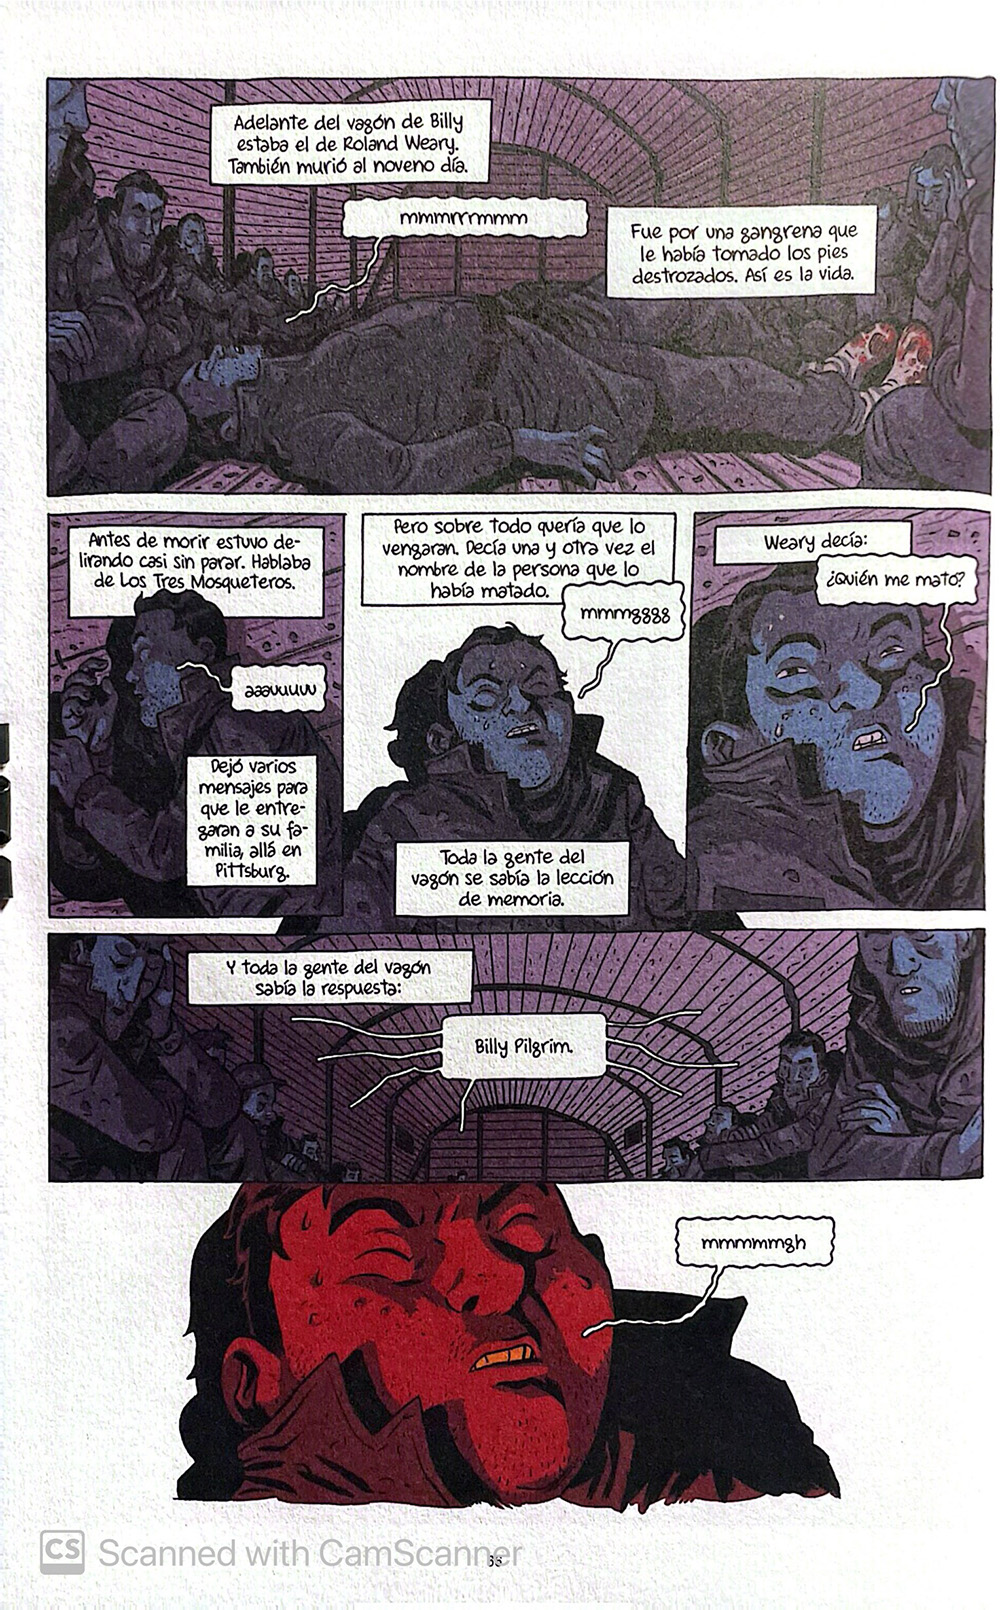 Adelante del vagón de Billy
estaba el de Roland Weary.
También murió al noveno día.
mmmrrrmmm
Fue por una gangrena que
le había tomado los pies
destrozados. Así es la vida.
Antes de morir estuvo de-
lirando casi sin parar. Hablaba
de Los Tres Mosqueteros.
aaauuuu
Dejó varios
mensajes para
que le entre-
garan a su fa-
milia, allá en
Pittsburg.
Pero sobre todo quería que lo
vengaran. Decía una y otra vez el
nombre de la persona que lo
había matado.
mmmgggg
Toda la gente del
vagón se sabía la lección
de memoria.
Weary decía:
¿Quién me mato?
Y toda la gente del vagón
sabía la respuesta:
Billy Pilgrim.
mmmmmgh
CS Scanned with CamScanner